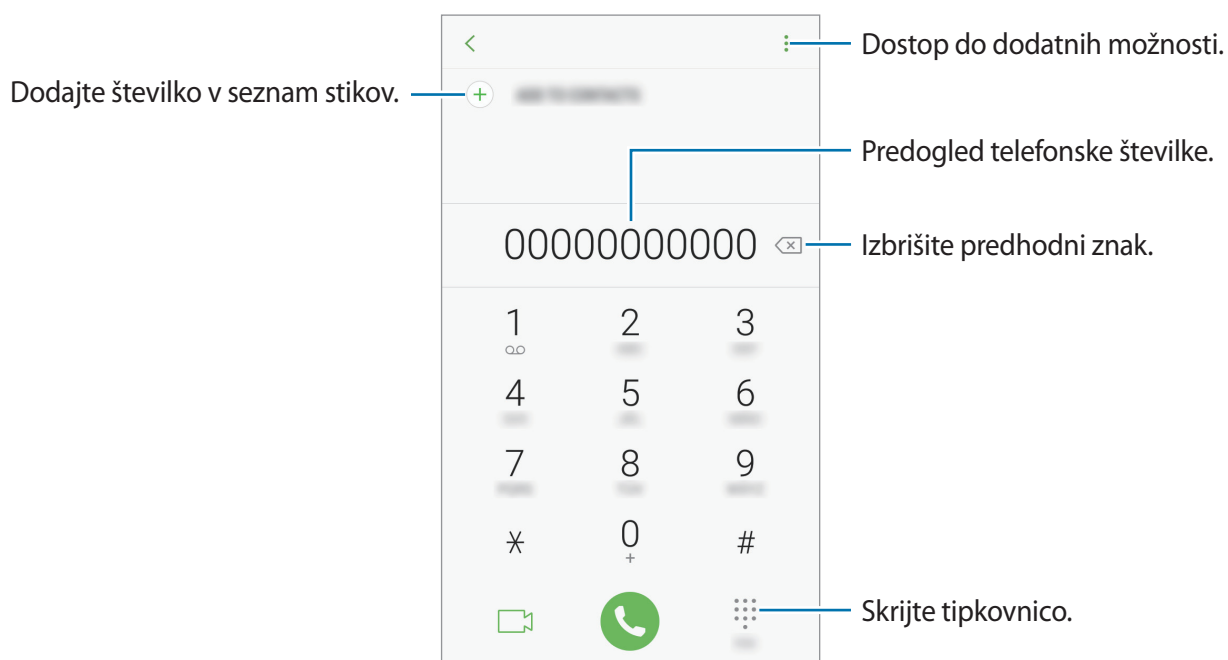 Dostop do dodatnih možnosti.
Dodajte številko v seznam stikov.
Predogled telefonske številke.
00000000000
Izbrišite predhodni znak.
1 2 3
4 5 6
7 8 9
* 0 #
+
Skrijte tipkovnico.